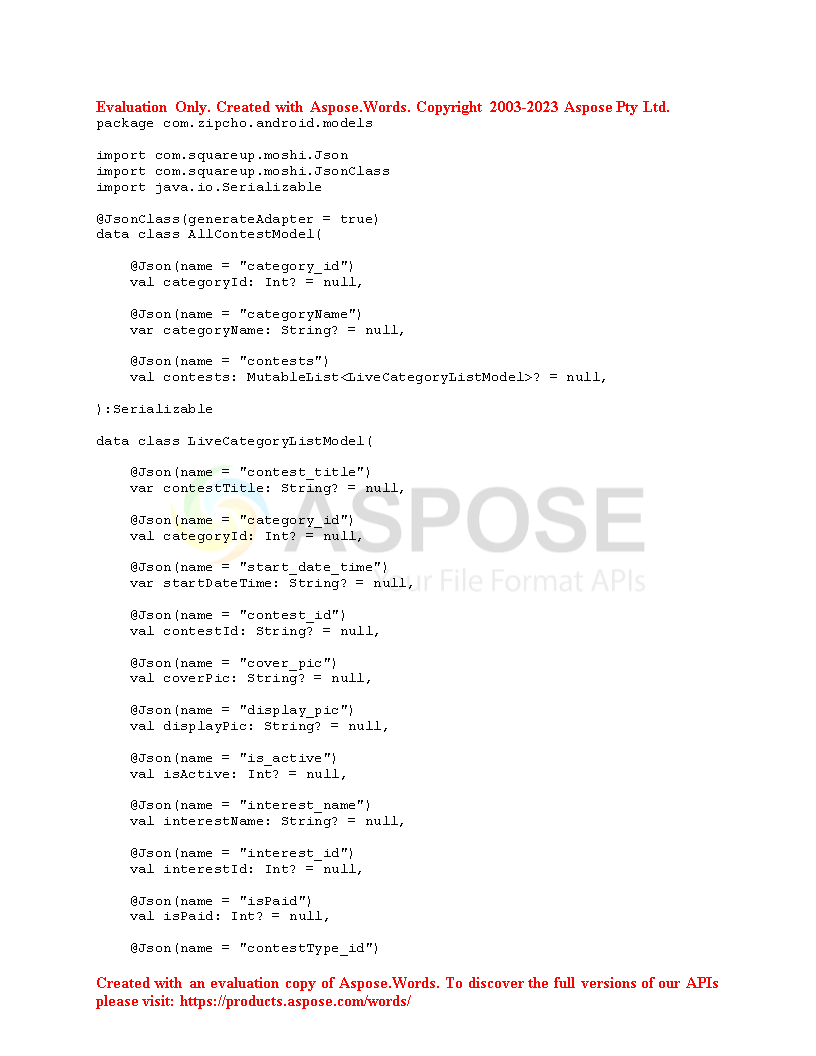 Evaluation Only. Created with Aspose.Words. Copyright 2003-2023 Aspose Pty Ltd.
package com.zipcho.android.models
import com.squareup.moshi.Json
import com.squareup.moshi.JsonClass
import java.io.Serializable
@JsonClass(generateAdapter = true)
data class AllContestModel(
@Json(name = "category_id")
val categoryId: Int? = null,
@Json(name = "categoryName")
var categoryName: String? = null,
@Json(name = "contests")
val contests: MutableList<LiveCategoryListModel>? = null,
):Serializable
data class LiveCategoryListModel(
@Json(name = "contest_title")
var contestTitle: String? = null,
@Json(name = "category_id")
val categoryId: Int? = null,
ASPOSE
@Json(name = "start_date_time")
var startDateTime: String? = null,
Your File Format APIs
@Json(name = "contest_id")
val contestId: String? = null,
@Json(name = "cover_pic")
val coverPic: String? = null,
@Json(name = "display_pic")
val displayPic: String? = null,
@Json(name = "is_active")
val isActive: Int? = null,
@Json(name = "interest_name")
val interestName: String? = null,
@Json(name = "interest_id")
val interestId: Int? = null,
@Json(name = "isPaid")
val isPaid: Int? = null,
@Json(name = "contestType_id")
Created with an evaluation copy of Aspose.Words. To discover the full versions of our APIs
please visit: https://products.aspose.com/words/